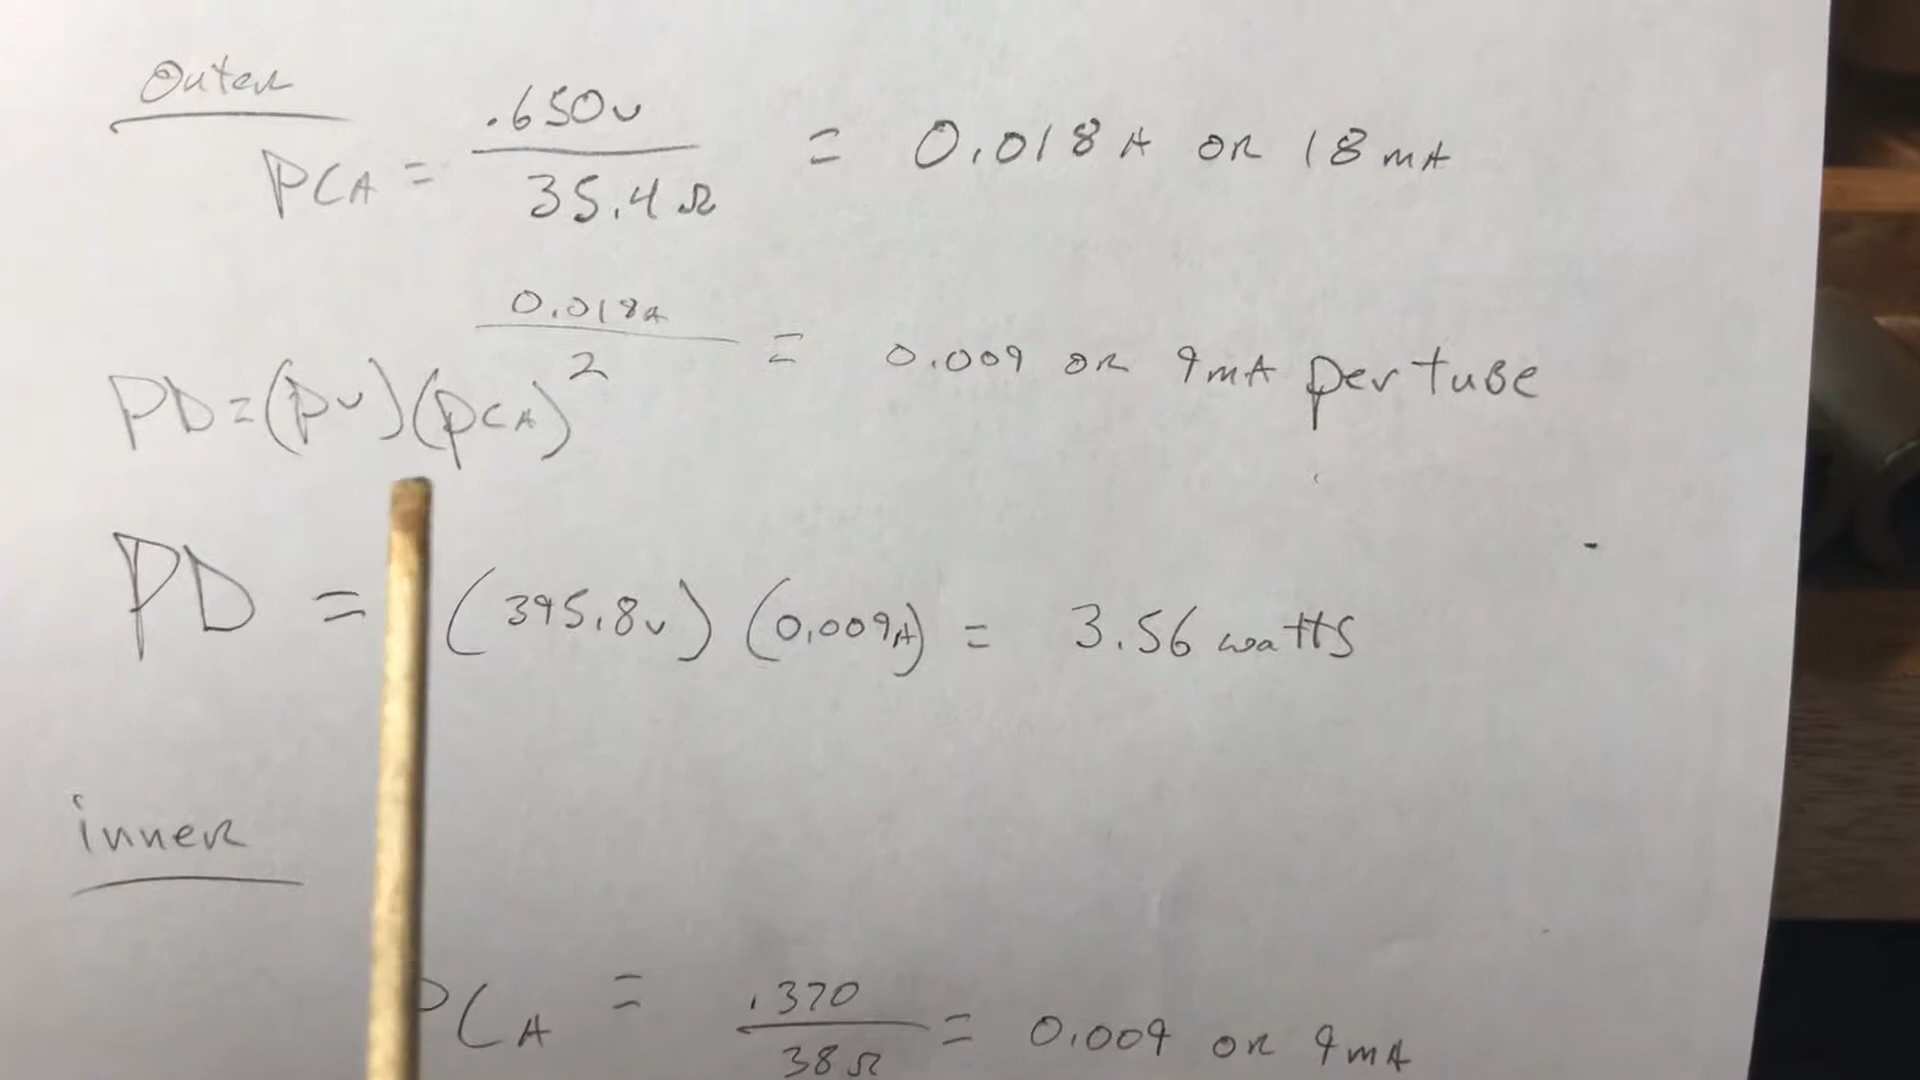 Outer
PCA = .650v / 35.4Ω = 0.018A OR 18mA
0.018A / 2 = 0.009 OR 9mA per tube
PD=(pv)(pCA)
PD = (395.8v) (0.009A) = 3.56 watts
inner
PCA = .370 / 38Ω = 0.009 OR 9mA